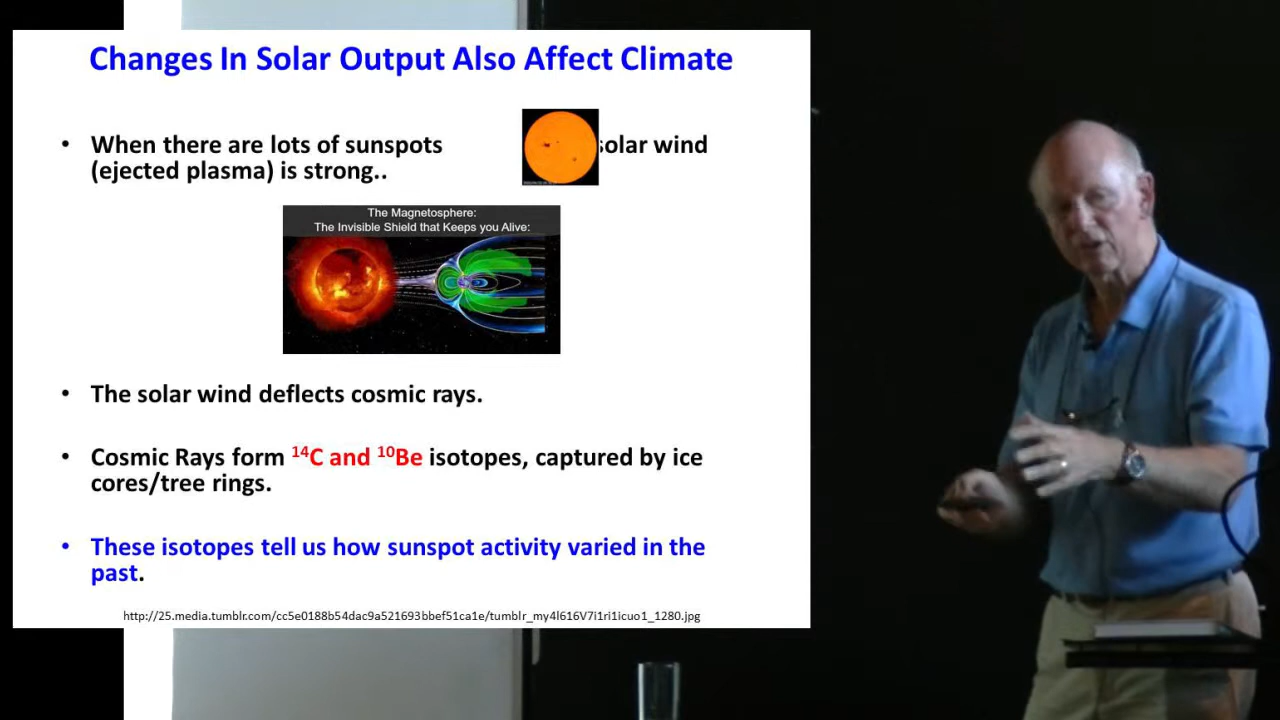 Changes In Solar Output Also Affect Climate
• When there are lots of sunspots solar wind
(ejected plasma) is strong..
The Magnetosphere:
The Invisible Shield that Keeps you Alive:
• The solar wind deflects cosmic rays.
• Cosmic Rays form ¹⁴C and ¹⁰Be isotopes, captured by ice
cores/tree rings.
• These isotopes tell us how sunspot activity varied in the
past.
http://25.media.tumblr.com/cc5e0188b54dac9a521693bbef51ca1e/tumblr_my4l616V7i1ri1icuo1_1280.jpg